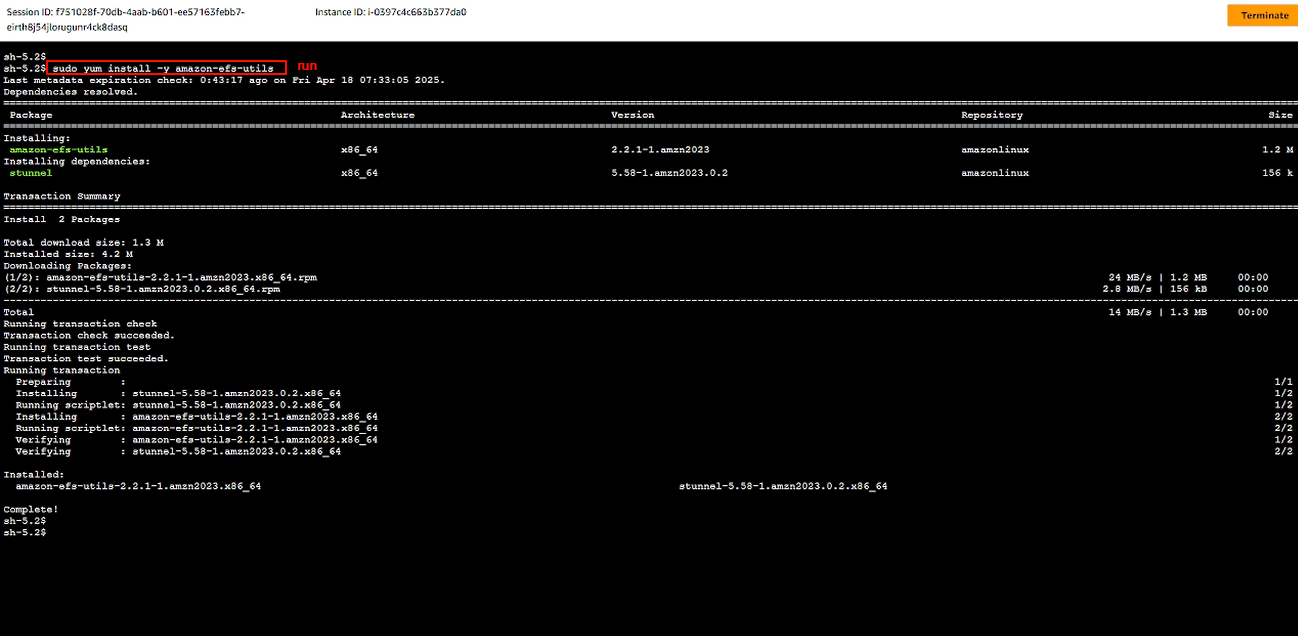 Session ID: f751028f-70db-4aab-b601-ee57163febb7-
eirth8j54jlorugunr4ck8dasq
Instance ID: i-0397c4c663b377da0
Terminate
sh-5.2$
sh-5.2$ sudo yum install -y amazon-efs-utils run
Last metadata expiration check: 0:43:17 ago on Fri Apr 18 07:33:05 2025.
Dependencies resolved.
Package Architecture Version Repository Size
Installing:
amazon-efs-utils x86_64 2.2.1-1.amzn2023 amazonlinux 1.2 M
Installing dependencies:
stunnel x86_64 5.58-1.amzn2023.0.2 amazonlinux 156 k
Transaction Summary
Install 2 Packages
Total download size: 1.3 M
Installed size: 4.2 M
Downloading Packages:
(1/2): amazon-efs-utils-2.2.1-1.amzn2023.x86_64.rpm 24 MB/s | 1.2 MB 00:00
(2/2): stunnel-5.58-1.amzn2023.0.2.x86_64.rpm 2.8 MB/s | 156 kB 00:00
Total 14 MB/s | 1.3 MB 00:00
Running transaction check
Transaction check succeeded.
Running transaction test
Transaction test succeeded.
Running transaction
Preparing : 1/1
Installing : stunnel-5.58-1.amzn2023.0.2.x86_64 1/2
Running scriptlet: stunnel-5.58-1.amzn2023.0.2.x86_64 1/2
Installing : amazon-efs-utils-2.2.1-1.amzn2023.x86_64 2/2
Running scriptlet: amazon-efs-utils-2.2.1-1.amzn2023.x86_64 2/2
Verifying : amazon-efs-utils-2.2.1-1.amzn2023.x86_64 1/2
Verifying : stunnel-5.58-1.amzn2023.0.2.x86_64 2/2
Installed:
amazon-efs-utils-2.2.1-1.amzn2023.x86_64 stunnel-5.58-1.amzn2023.0.2.x86_64
Complete!
sh-5.2$
sh-5.2$